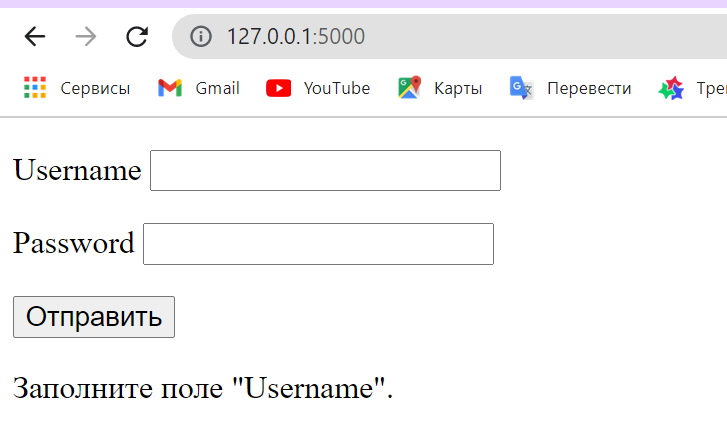 127.0.0.1:5000
Сервисы Gmail YouTube Карты Перевести
Username
Password
Отправить
Заполните поле "Username".